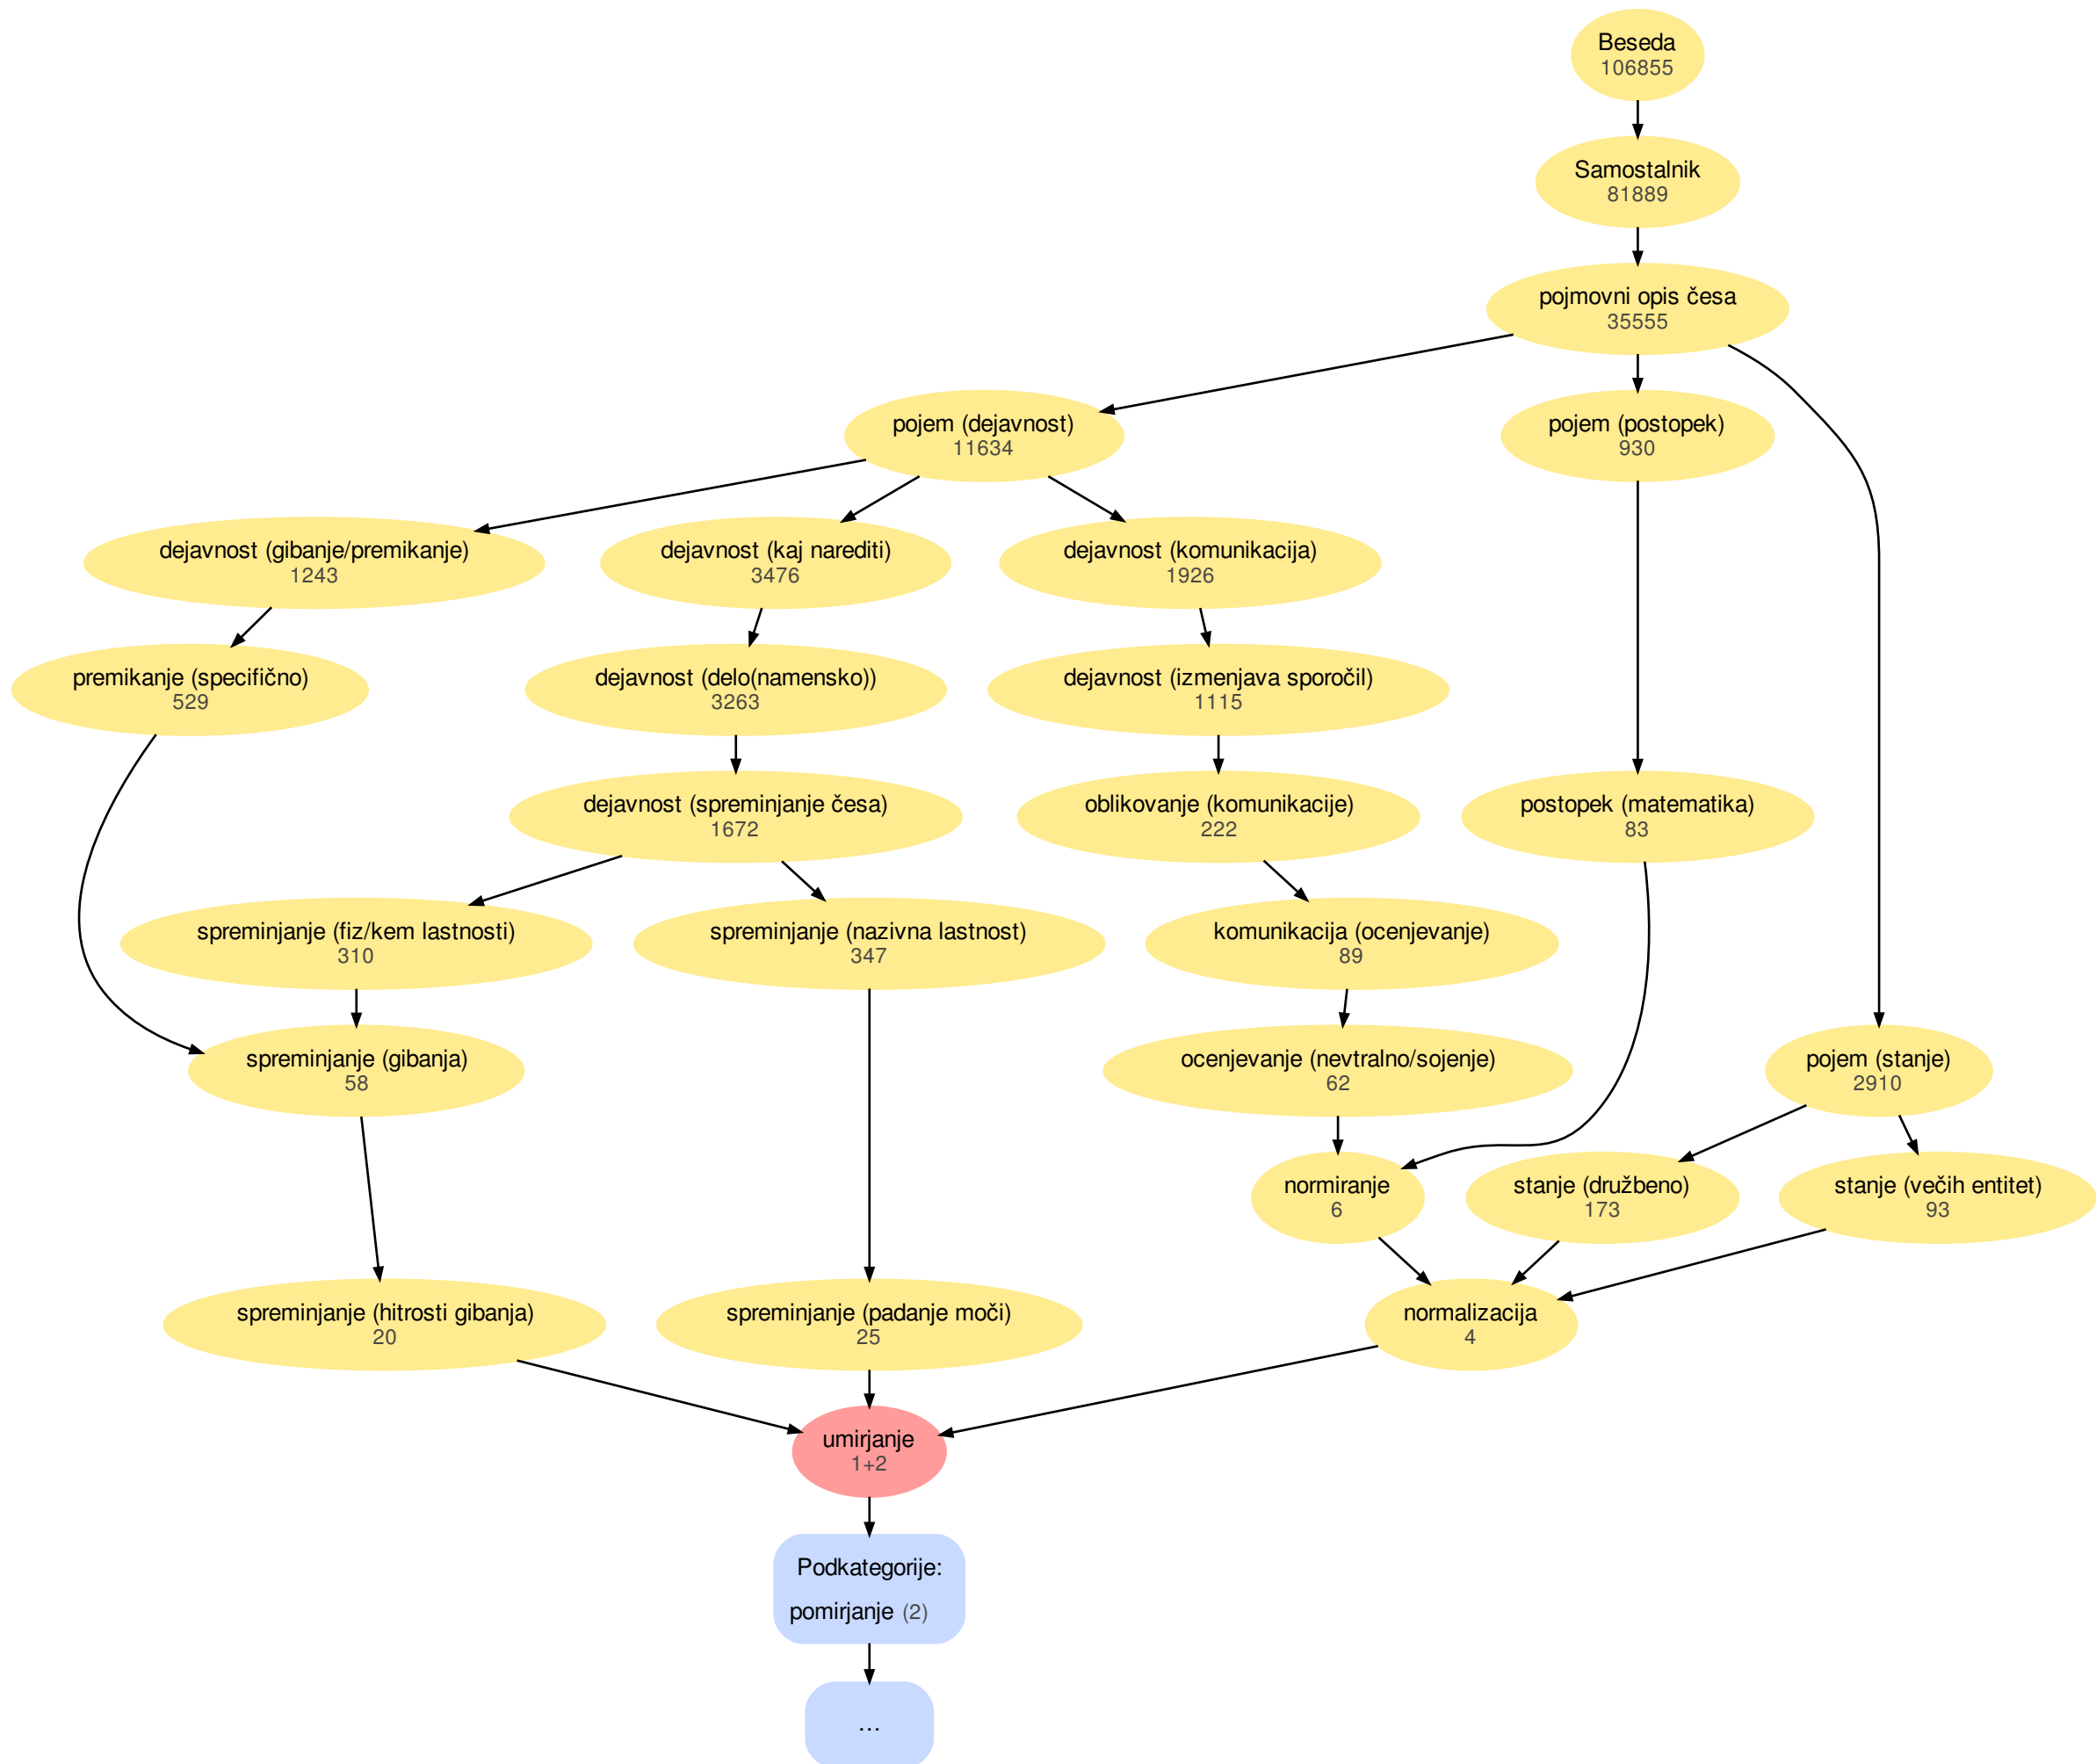 Beseda
106855
Samostalnik
81889
pojmovni opis česa
35555
pojem (dejavnost)
11634
pojem (postopek)
930
dejavnost (gibanje/premikanje)
1243
dejavnost (kaj narediti)
3476
dejavnost (komunikacija)
1926
premikanje (specifično)
529
dejavnost (delo(namensko))
3263
dejavnost (izmenjava sporočil)
1115
dejavnost (spreminjanje česa)
1672
oblikovanje (komunikacije)
222
postopek (matematika)
83
spreminjanje (fiz/kem lastnosti)
310
spreminjanje (nazivna lastnost)
347
komunikacija (ocenjevanje)
89
spreminjanje (gibanja)
58
ocenjevanje (nevtralno/sojenje)
62
pojem (stanje)
2910
normiranje
6
stanje (družbeno)
173
stanje (večih entitet)
93
spreminjanje (hitrosti gibanja)
20
spreminjanje (padanje moči)
25
normalizacija
4
umirjanje
1+2
Podkategorije:
pomirjanje (2)
...